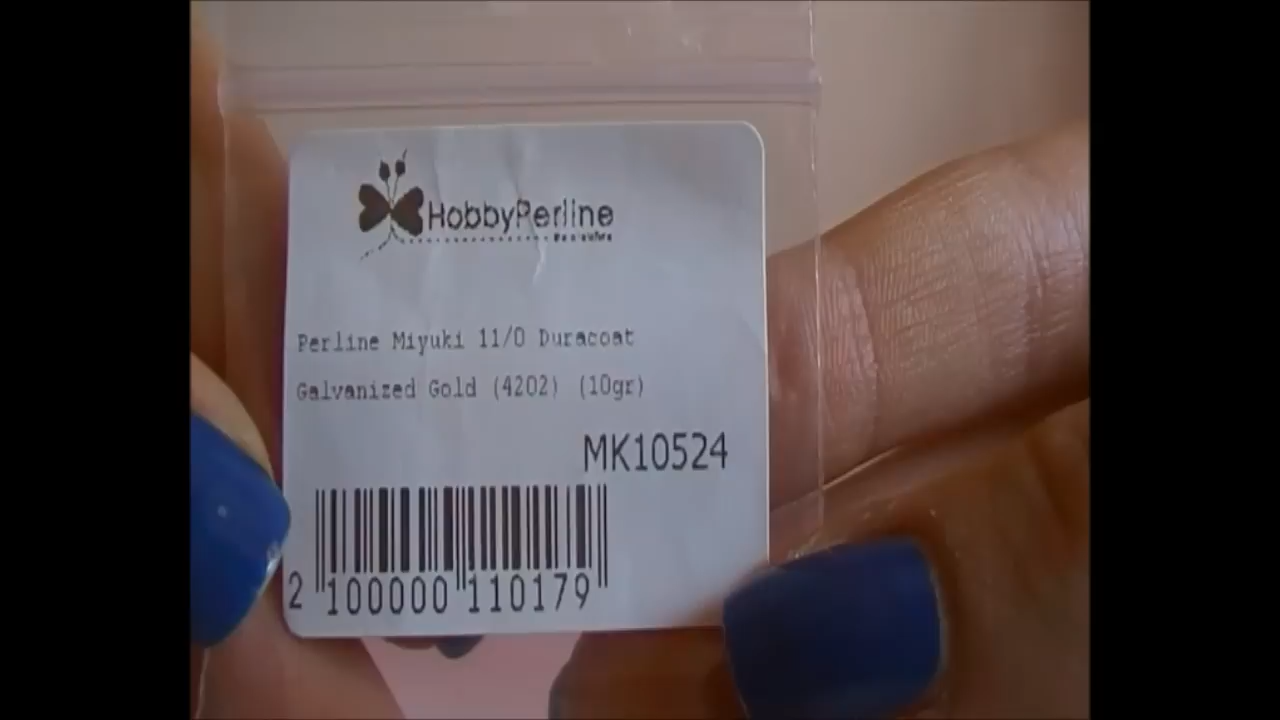 HobbyPerline
Perline Miyuki 11/0 Duracoat
Galvanized Gold (4202) (10gr)
MK10524
2 100000 110179